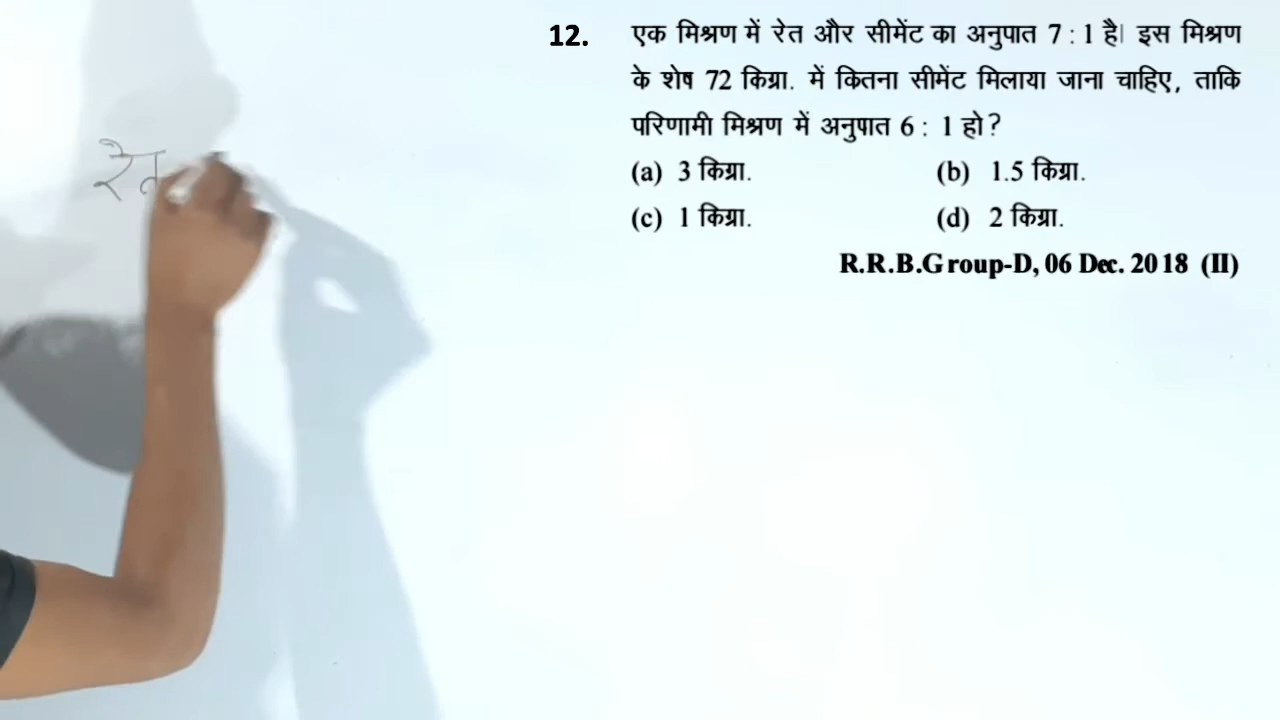 12. एक मिश्रण में रेत और सीमेंट का अनुपात 7 : 1 है। इस मिश्रण
के शेष 72 किग्रा. में कितना सीमेंट मिलाया जाना चाहिए, ताकि
परिणामी मिश्रण में अनुपात 6 : 1 हो?
(a) 3 किग्रा. (b) 1.5 किग्रा.
(c) 1 किग्रा. (d) 2 किग्रा.
R.R.B.Group-D, 06 Dec. 2018 (II)
रेत